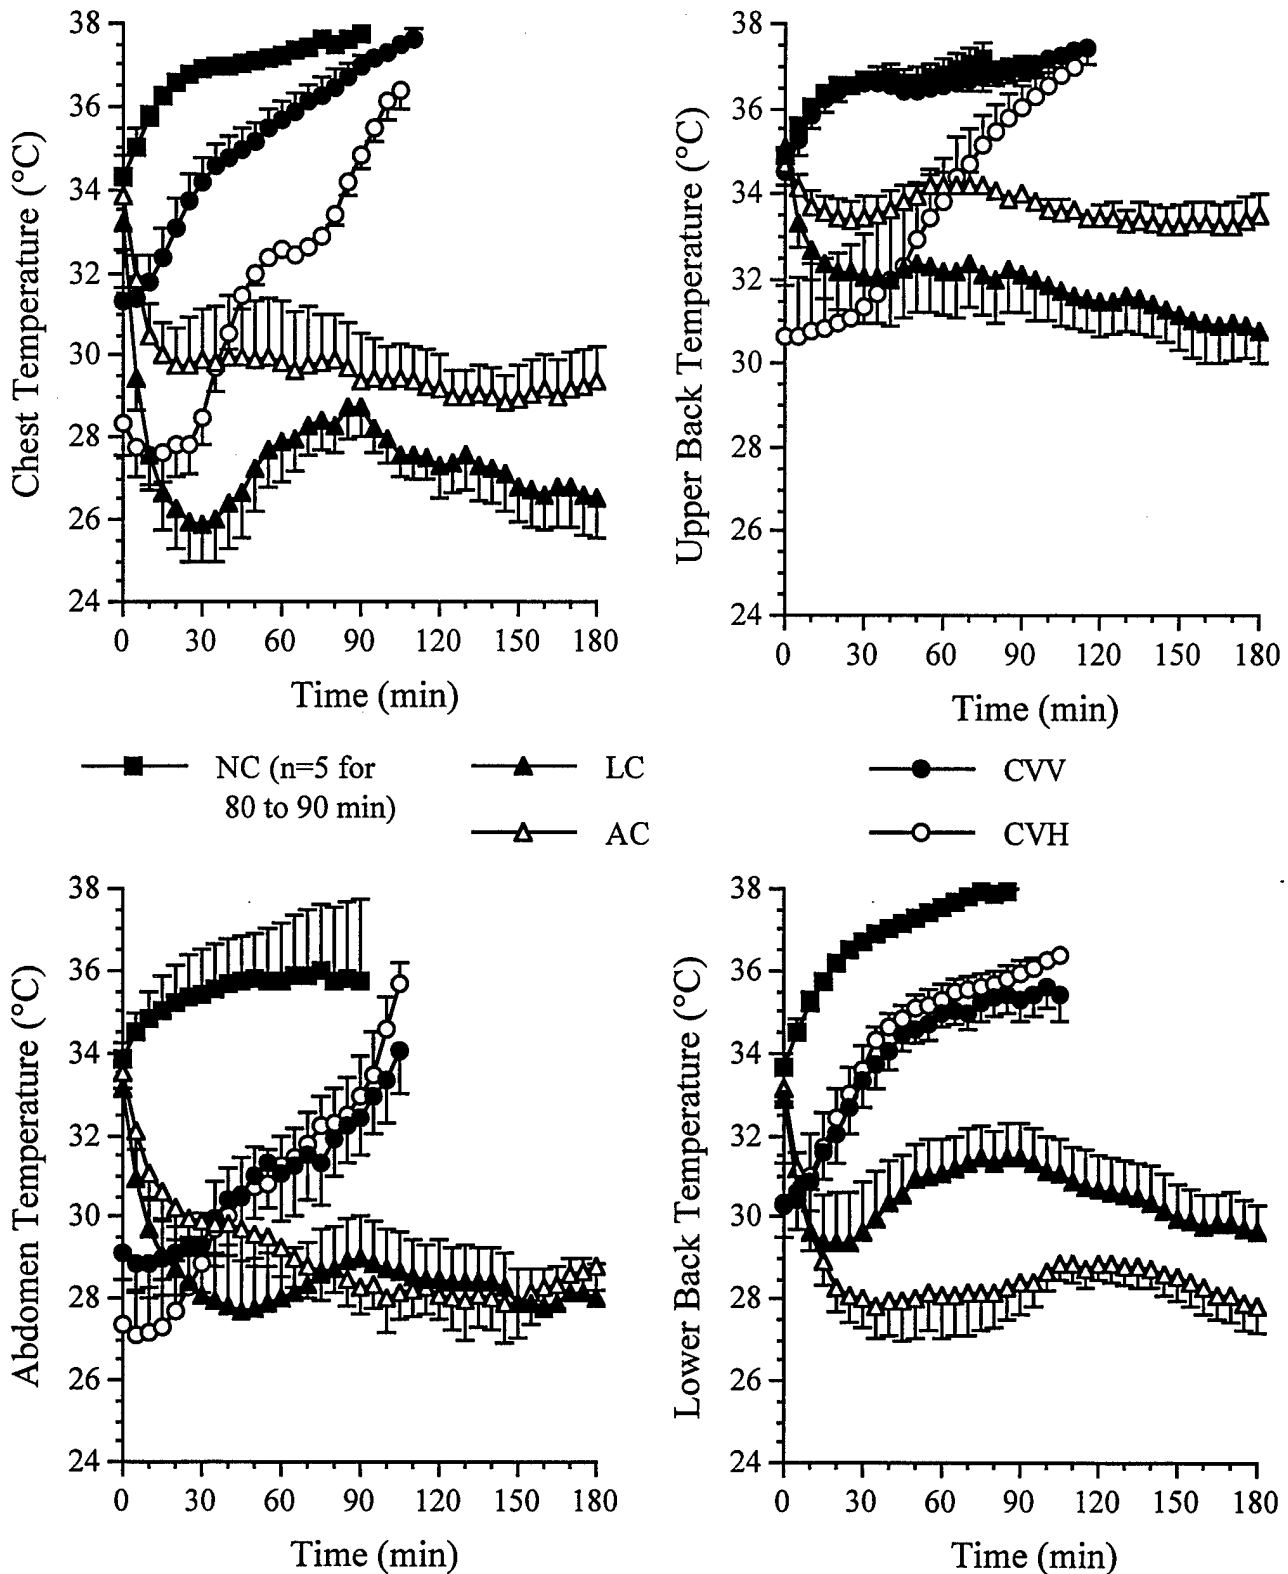 38
36
34
32
30
28
26
24
Chest Temperature (°C)
0 30 60 90 120 150 180
Time (min)
38
36
34
32
30
28
26
24
Upper Back Temperature (°C)
0 30 60 90 120 150 180
Time (min)
NC (n=5 for
80 to 90 min)
LC
AC
CVV
CVH
38
36
34
32
30
28
26
24
Abdomen Temperature (°C)
0 30 60 90 120 150 180
Time (min)
38
36
34
32
30
28
26
24
Lower Back Temperature (°C)
0 30 60 90 120 150 180
Time (min)